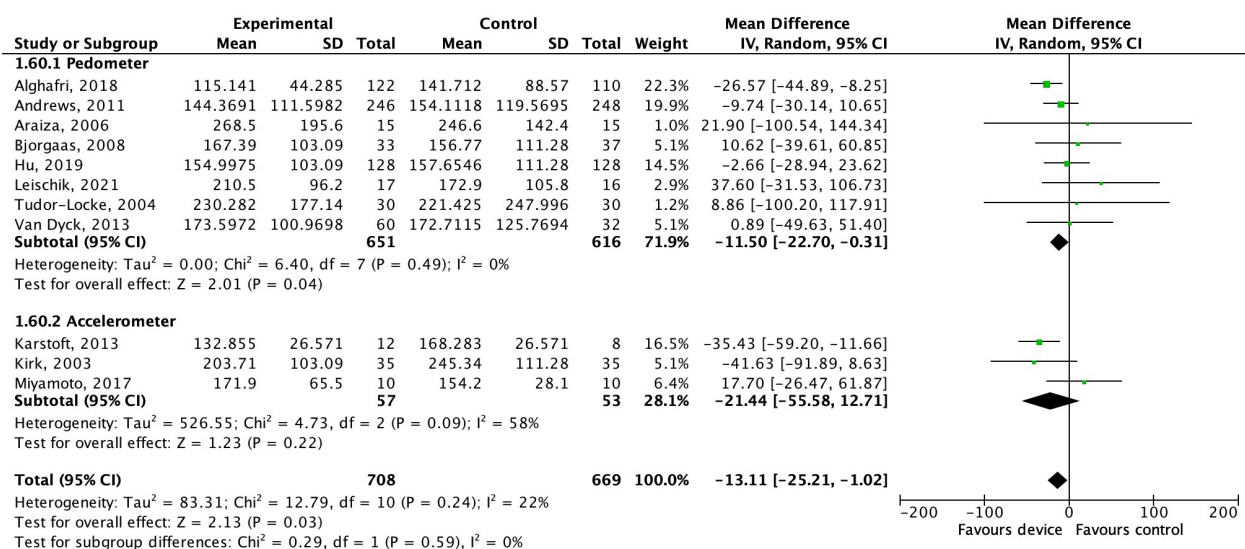 Experimental Control Mean Difference Mean Difference
Study or Subgroup Mean SD Total Mean SD Total Weight IV, Random, 95% CI IV, Random, 95% CI
1.60.1 Pedometer
Alghafri, 2018 115.141 44.285 122 141.712 88.57 110 22.3% −26.57 [−44.89, −8.25]
Andrews, 2011 144.3691 111.5982 246 154.1118 119.5695 248 19.9% −9.74 [−30.14, 10.65]
Araiza, 2006 268.5 195.6 15 246.6 142.4 15 1.0% 21.90 [−100.54, 144.34]
Bjorgaas, 2008 167.39 103.09 33 156.77 111.28 37 5.1% 10.62 [−39.61, 60.85]
Hu, 2019 154.9975 103.09 128 157.6546 111.28 128 14.5% −2.66 [−28.94, 23.62]
Leischik, 2021 210.5 96.2 17 172.9 105.8 16 2.9% 37.60 [−31.53, 106.73]
Tudor-Locke, 2004 230.282 177.14 30 221.425 247.996 30 1.2% 8.86 [−100.20, 117.91]
Van Dyck, 2013 173.5972 100.9698 60 172.7115 125.7694 32 5.1% 0.89 [−49.63, 51.40]
Subtotal (95% CI) 651 616 71.9% −11.50 [−22.70, −0.31]
Heterogeneity: Tau² = 0.00; Chi² = 6.40, df = 7 (P = 0.49); I² = 0%
Test for overall effect: Z = 2.01 (P = 0.04)
1.60.2 Accelerometer
Karstoft, 2013 132.855 26.571 12 168.283 26.571 8 16.5% −35.43 [−59.20, −11.66]
Kirk, 2003 203.71 103.09 35 245.34 111.28 35 5.1% −41.63 [−91.89, 8.63]
Miyamoto, 2017 171.9 65.5 10 154.2 28.1 10 6.4% 17.70 [−26.47, 61.87]
Subtotal (95% CI) 57 53 28.1% −21.44 [−55.58, 12.71]
Heterogeneity: Tau² = 526.55; Chi² = 4.73, df = 2 (P = 0.09); I² = 58%
Test for overall effect: Z = 1.23 (P = 0.22)
Total (95% CI) 708 669 100.0% −13.11 [−25.21, −1.02]
Heterogeneity: Tau² = 83.31; Chi² = 12.79, df = 10 (P = 0.24); I² = 22%
Test for overall effect: Z = 2.13 (P = 0.03)
Test for subgroup differences: Chi² = 0.29, df = 1 (P = 0.59), I² = 0%
−200 −100 0 100 200
Favours device Favours control